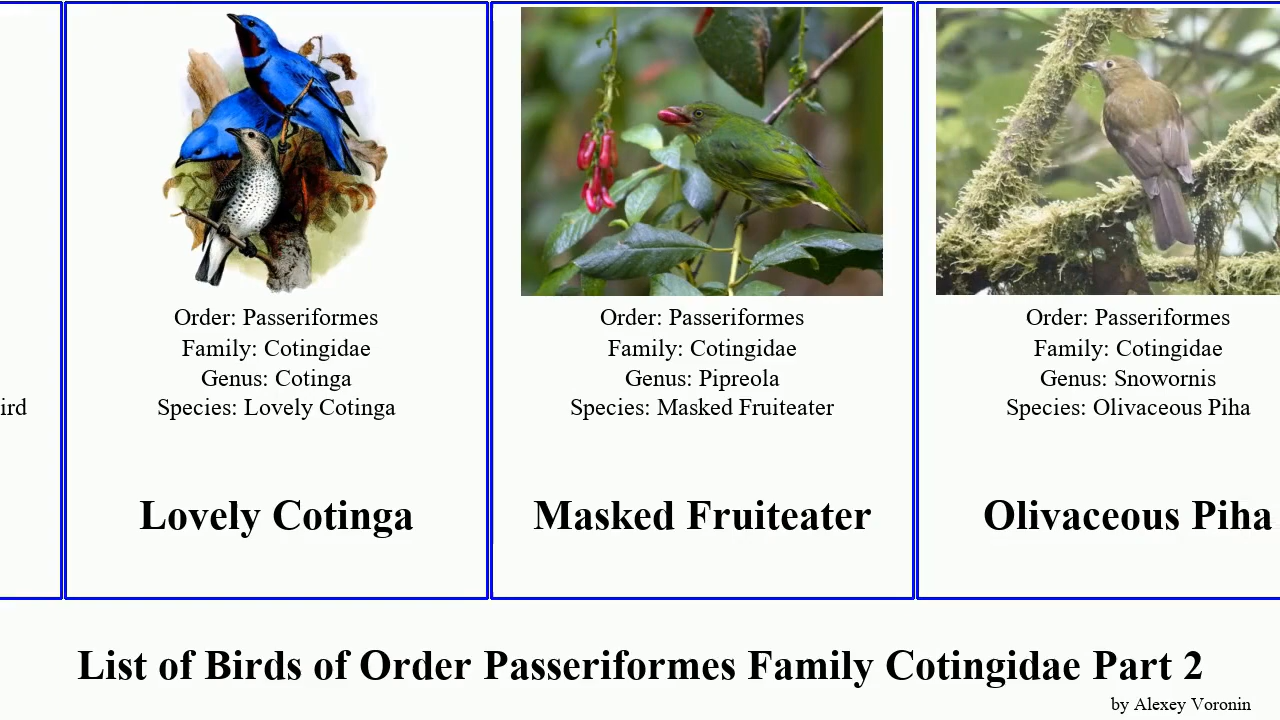 ird
Order: Passeriformes
Family: Cotingidae
Genus: Cotinga
Species: Lovely Cotinga
Lovely Cotinga
Order: Passeriformes
Family: Cotingidae
Genus: Pipreola
Species: Masked Fruiteater
Masked Fruiteater
Order: Passeriformes
Family: Cotingidae
Genus: Snowornis
Species: Olivaceous Piha
Olivaceous Piha
List of Birds of Order Passeriformes Family Cotingidae Part 2
by Alexey Voronin